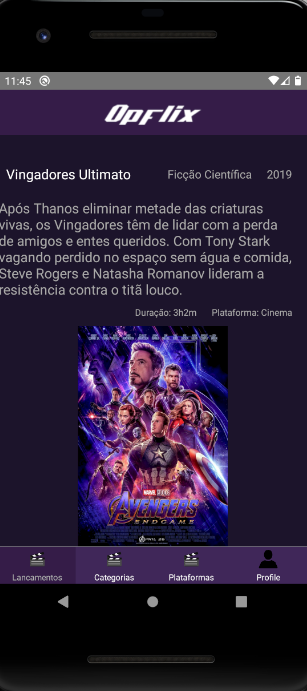 11:45
Opflix
Vingadores Ultimato Ficção Científica 2019
Após Thanos eliminar metade das criaturas
vivas, os Vingadores têm de lidar com a perda
de amigos e entes queridos. Com Tony Stark
vagando perdido no espaço sem água e comida,
Steve Rogers e Natasha Romanov lideram a
resistência contra o titã louco.
Duração: 3h2m Plataforma: Cinema
MARVEL STUDIOS
AVENGERS
ENDGAME
APRIL 26
Lancamentos Categorias Plataformas Profile